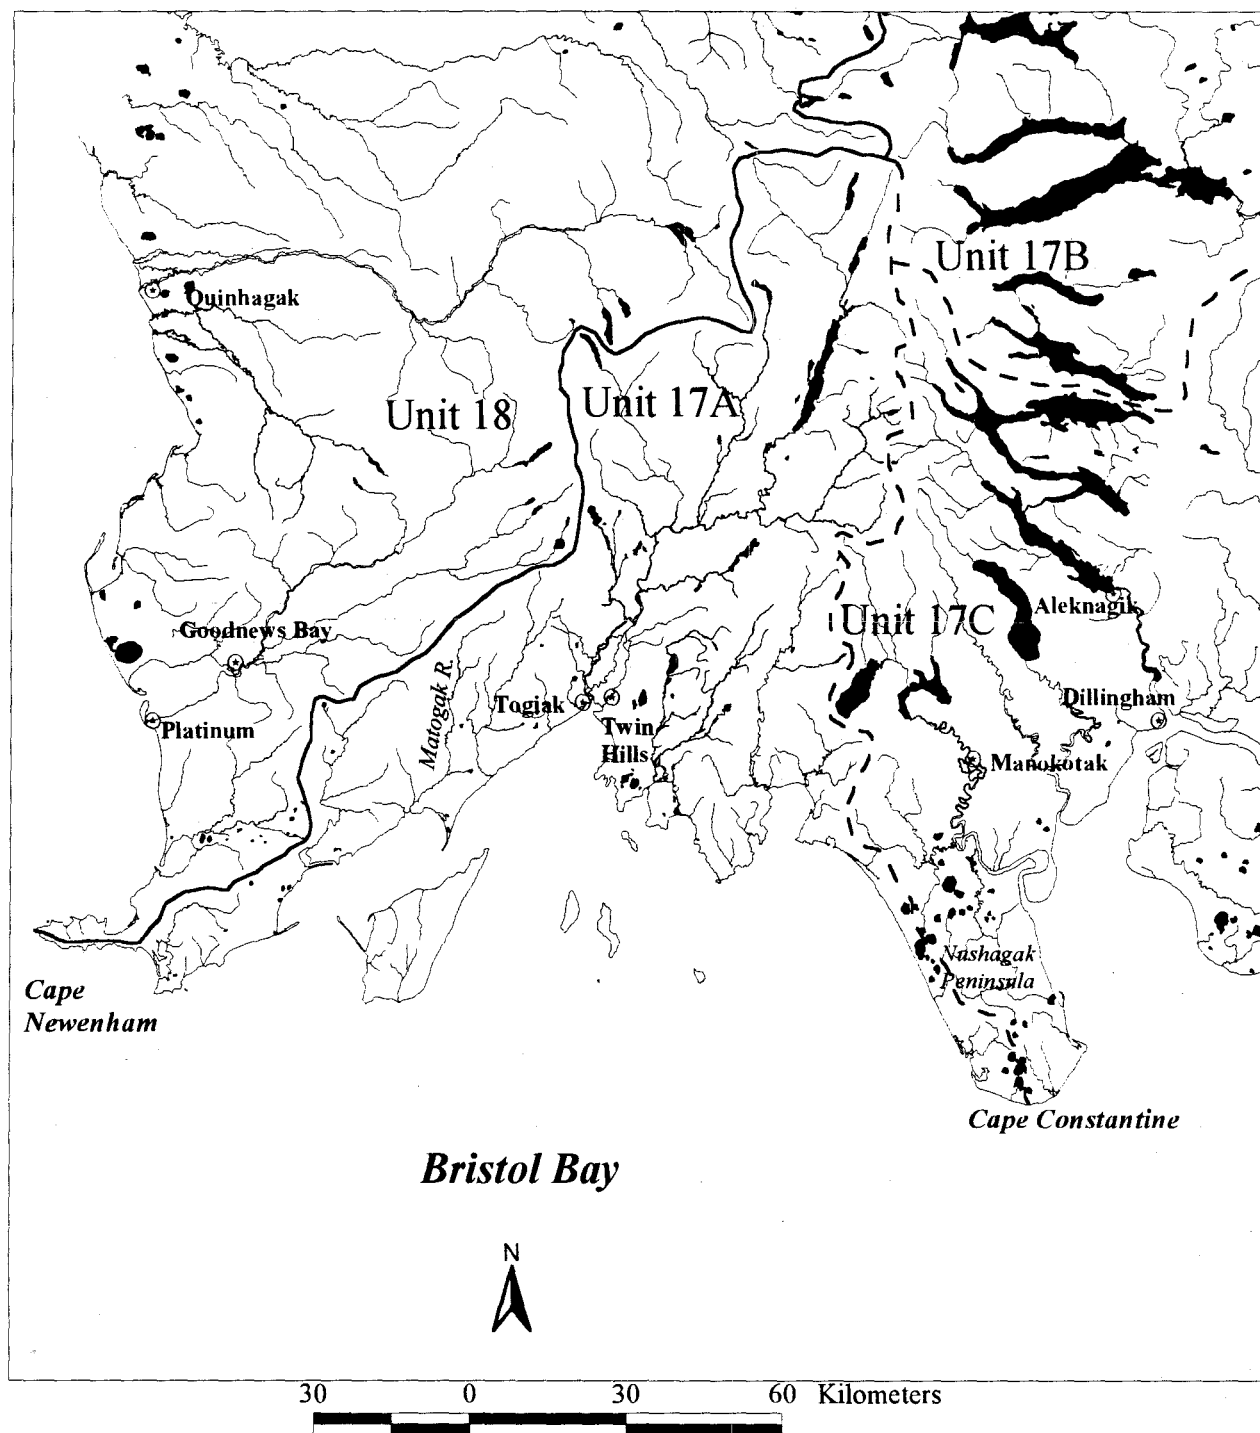 Unit 17B
Quinhagak
Unit 18
Unit 17A
Unit 17C
Aleknagik
Goodnews Bay
Matogak R.
Togiak
Dillingham
Platinum
Twin
Hills
Manokotak
Nushagak
Peninsula
Cape
Newenham
Cape Constantine
Bristol Bay
N
30 0 30 60 Kilometers